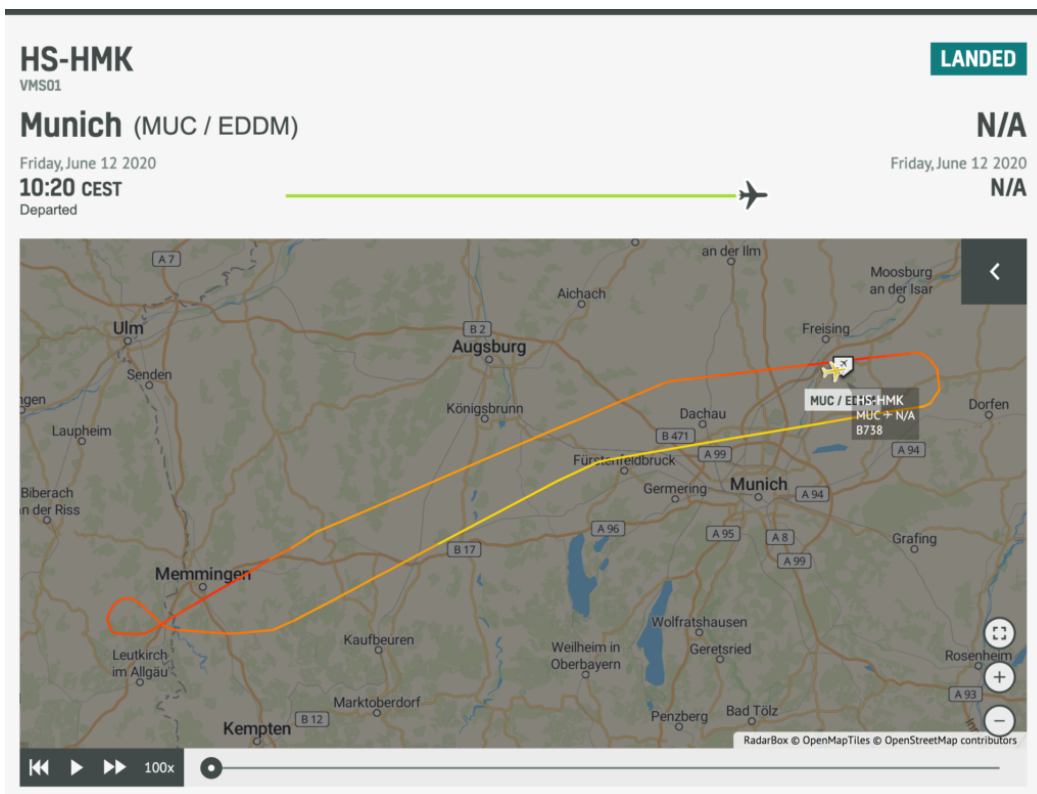 HS-HMK
LANDED
VMS01
Munich (MUC / EDDM)
N/A
Friday, June 12 2020
Friday, June 12 2020
10:20 CEST
N/A
Departed
A 7
an der Ilm
Moosburg
an der Isar
Aichach
Ulm
B 2
Freising
Augsburg
Senden
gen
MUC / ED
HS-HMK
MUC ✈ N/A
B738
Königsbrunn
Dachau
Dorfen
Laupheim
B 471
A 99
A 94
Fürstenfeldbruck
Biberach
an der Riss
Germering
Munich
A 94
A 96
A 95
A 8
B 17
A 99
Grafing
Memmingen
Wolfratshausen
Kaufbeuren
Weilheim in
Oberbayern
Geretsried
Leutkirch
im Allgäu
Rosenheim
Marktoberdorf
A 93
Kempten
B 12
Penzberg
Bad Tölz
RadarBox © OpenMapTiles © OpenStreetMap contributors
100x